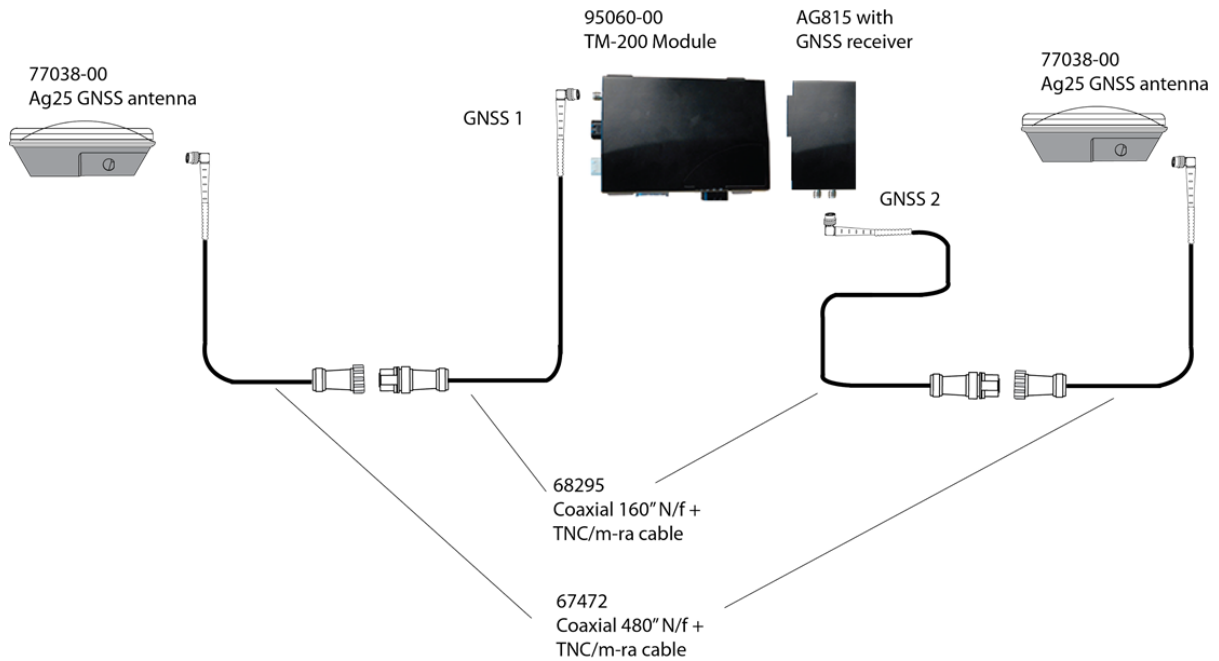 95060-00
TM-200 Module
AG815 with
GNSS receiver
77038-00
Ag25 GNSS antenna
77038-00
Ag25 GNSS antenna
GNSS 1
GNSS 2
68295
Coaxial 160” N/f +
TNC/m-ra cable
67472
Coaxial 480” N/f +
TNC/m-ra cable